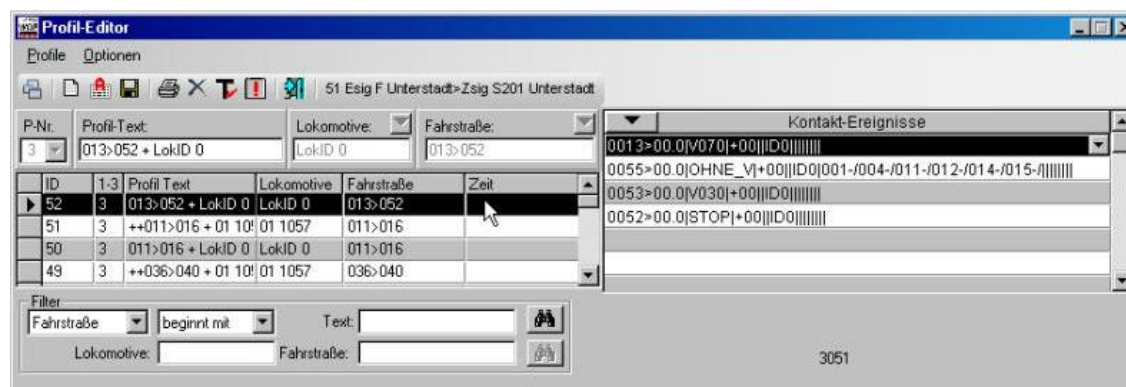 Profil-Editor
Profile Optionen
51 Esig F Unterstadt>Zsig S201 Unterstadt
P-Nr. Profil-Text: Lokomotive: Fahrstraße:
3 013>052 + LokID 0 LokID 0 013>052
ID 1-3 Profil Text Lokomotive Fahrstraße Zeit
52 3 013>052 + LokID 0 LokID 0 013>052
51 3 ++011>016 + 01 10! 01 1057 011>016
50 3 011>016 + LokID 0 LokID 0 011>016
49 3 ++036>040 + 01 10! 01 1057 036>040
Kontakt-Ereignisse
0013>00.0|V070|+00||ID0||||||||
0055>00.0|OHNE_V|+00||ID0|001-/004-/011-/012-/014-/015-/||||||||
0053>00.0|V030|+00||ID0||||||||
0052>00.0|STOP|+00||ID0||||||||
Filter
Fahrstraße beginnt mit Text:
Lokomotive: Fahrstraße:
3051